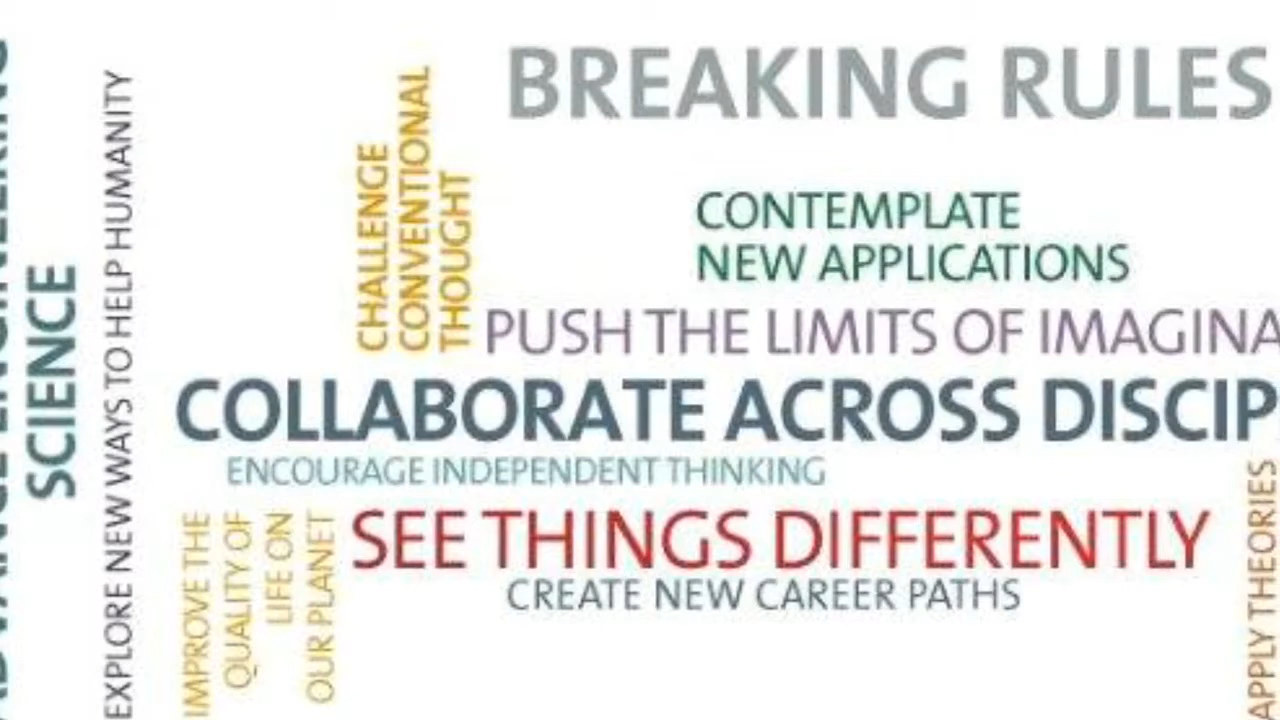 SCIENCE
EXPLORE NEW WAYS TO HELP HUMANITY
CHALLENGE
CONVENTIONAL
THOUGHT
BREAKING RULES
CONTEMPLATE
NEW APPLICATIONS
PUSH THE LIMITS OF IMAGINA
COLLABORATE ACROSS DISCIP
ENCOURAGE INDEPENDENT THINKING
SEE THINGS DIFFERENTLY
CREATE NEW CAREER PATHS
IMPROVE THE
QUALITY OF
LIFE ON
OUR PLANET
APPLY THEORIES